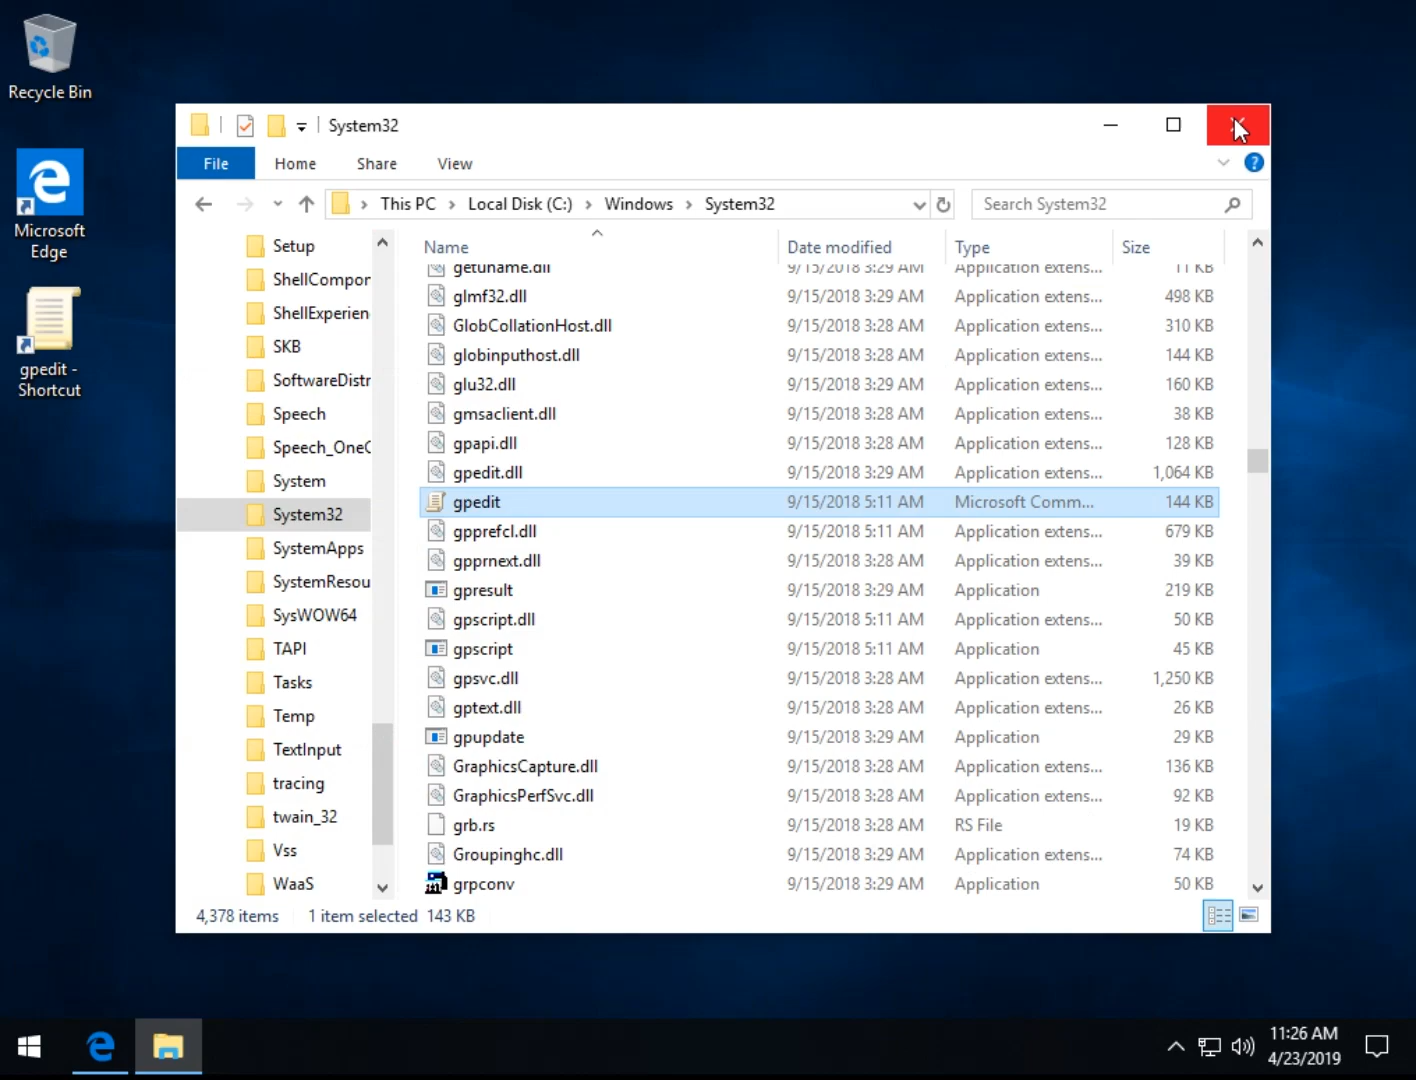 Recycle Bin
Microsoft
Edge
gpedit -
Shortcut
System32
File Home Share View
This PC Local Disk (C:) Windows System32 Search System32
Name Date modified Type Size
Setup
ShellCompor
ShellExperien
SKB
SoftwareDistr
Speech
Speech_OneC
System
System32
SystemApps
SystemResou
SysWOW64
TAPI
Tasks
Temp
TextInput
tracing
twain_32
Vss
WaaS
getuname.dll 9/15/2018 3:29 AM Application extens... 11 KB
glmf32.dll 9/15/2018 3:29 AM Application extens... 498 KB
GlobCollationHost.dll 9/15/2018 3:28 AM Application extens... 310 KB
globinputhost.dll 9/15/2018 3:28 AM Application extens... 144 KB
glu32.dll 9/15/2018 3:29 AM Application extens... 160 KB
gmsaclient.dll 9/15/2018 3:28 AM Application extens... 38 KB
gpapi.dll 9/15/2018 3:28 AM Application extens... 128 KB
gpedit.dll 9/15/2018 3:29 AM Application extens... 1,064 KB
gpedit 9/15/2018 5:11 AM Microsoft Comm... 144 KB
gpprefcl.dll 9/15/2018 5:11 AM Application extens... 679 KB
gpprnext.dll 9/15/2018 3:28 AM Application extens... 39 KB
gpresult 9/15/2018 3:29 AM Application 219 KB
gpscript.dll 9/15/2018 5:11 AM Application extens... 50 KB
gpscript 9/15/2018 5:11 AM Application 45 KB
gpsvc.dll 9/15/2018 3:28 AM Application extens... 1,250 KB
gptext.dll 9/15/2018 3:28 AM Application extens... 26 KB
gpupdate 9/15/2018 3:29 AM Application 29 KB
GraphicsCapture.dll 9/15/2018 3:28 AM Application extens... 136 KB
GraphicsPerfSvc.dll 9/15/2018 3:28 AM Application extens... 92 KB
grb.rs 9/15/2018 3:28 AM RS File 19 KB
Groupinghc.dll 9/15/2018 3:29 AM Application extens... 74 KB
grpconv 9/15/2018 3:29 AM Application 50 KB
4,378 items 1 item selected 143 KB
11:26 AM
4/23/2019